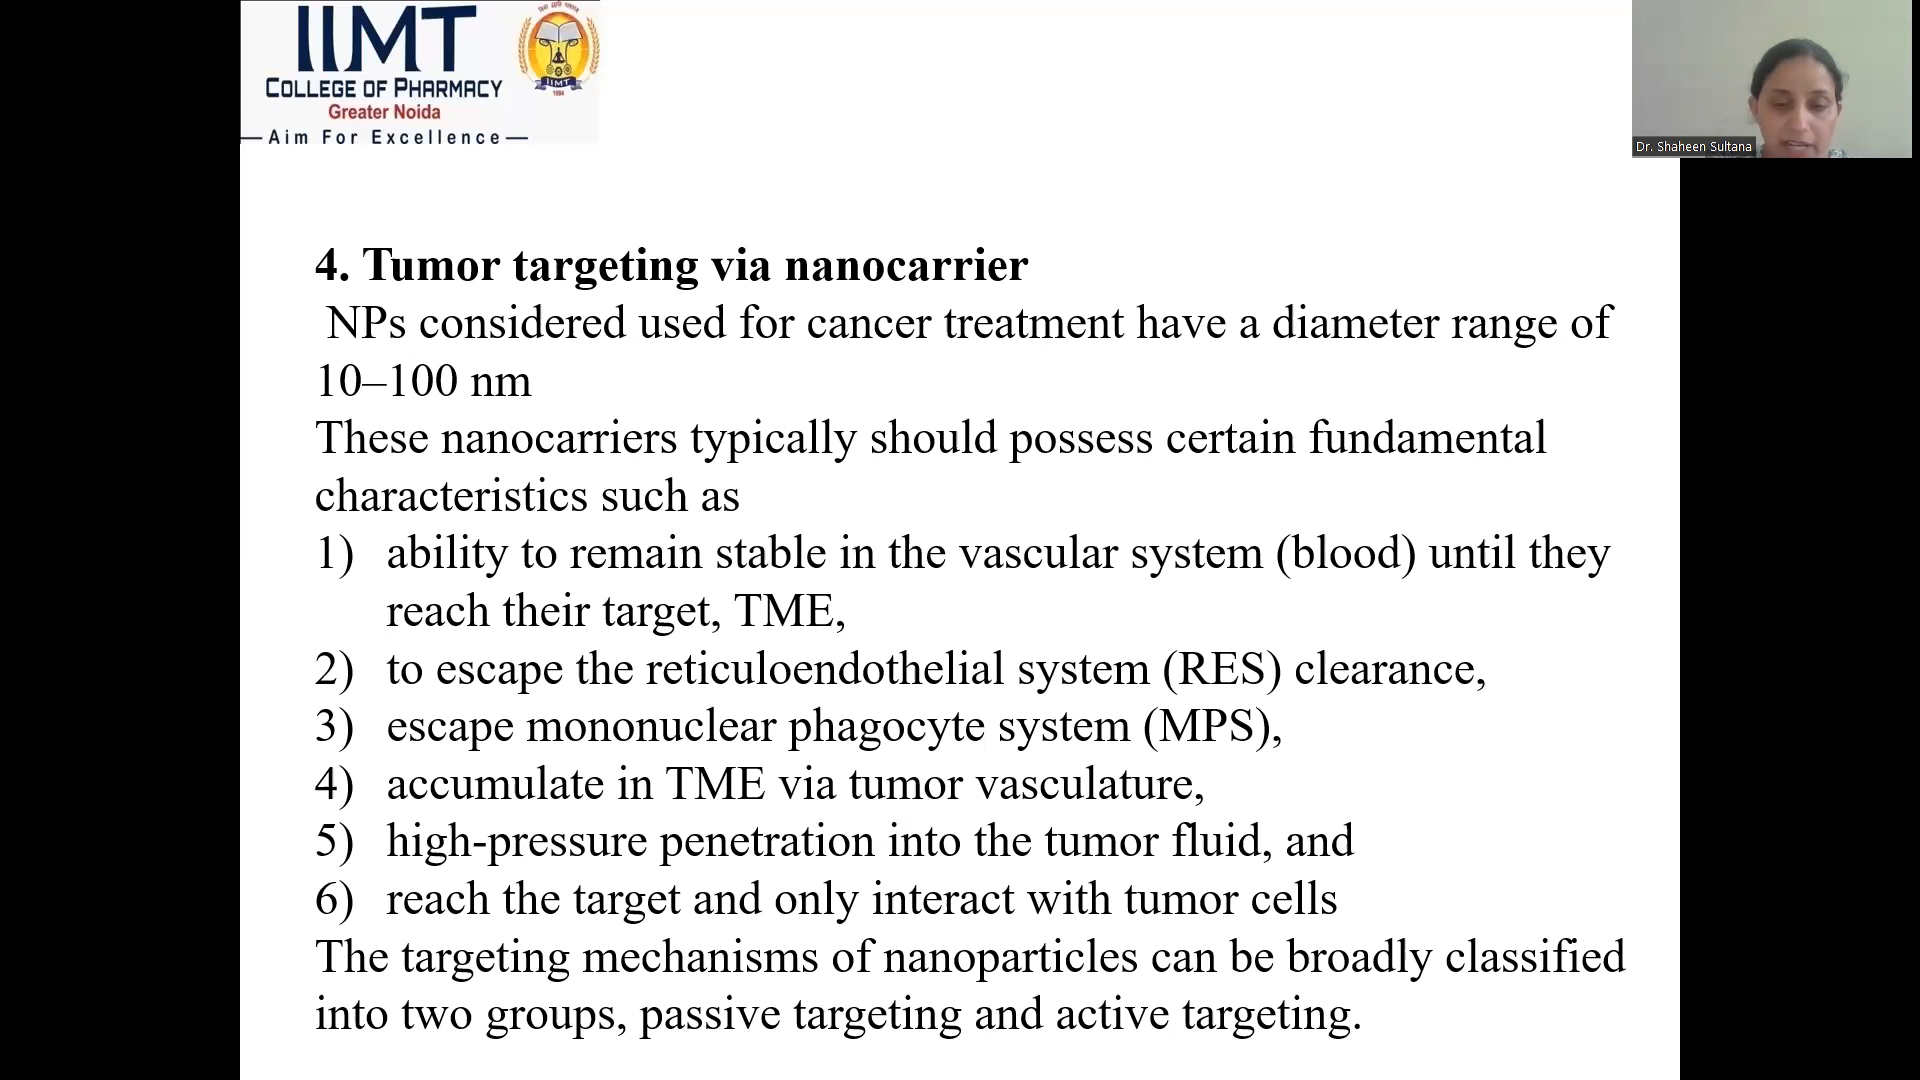 IIMT
COLLEGE OF PHARMACY
Greater Noida
—Aim For Excellence—
IIMT
1994
Dr. Shaheen Sultana
4. Tumor targeting via nanocarrier
NPs considered used for cancer treatment have a diameter range of
10–100 nm
These nanocarriers typically should possess certain fundamental
characteristics such as
1) ability to remain stable in the vascular system (blood) until they
reach their target, TME,
2) to escape the reticuloendothelial system (RES) clearance,
3) escape mononuclear phagocyte system (MPS),
4) accumulate in TME via tumor vasculature,
5) high-pressure penetration into the tumor fluid, and
6) reach the target and only interact with tumor cells
The targeting mechanisms of nanoparticles can be broadly classified
into two groups, passive targeting and active targeting.